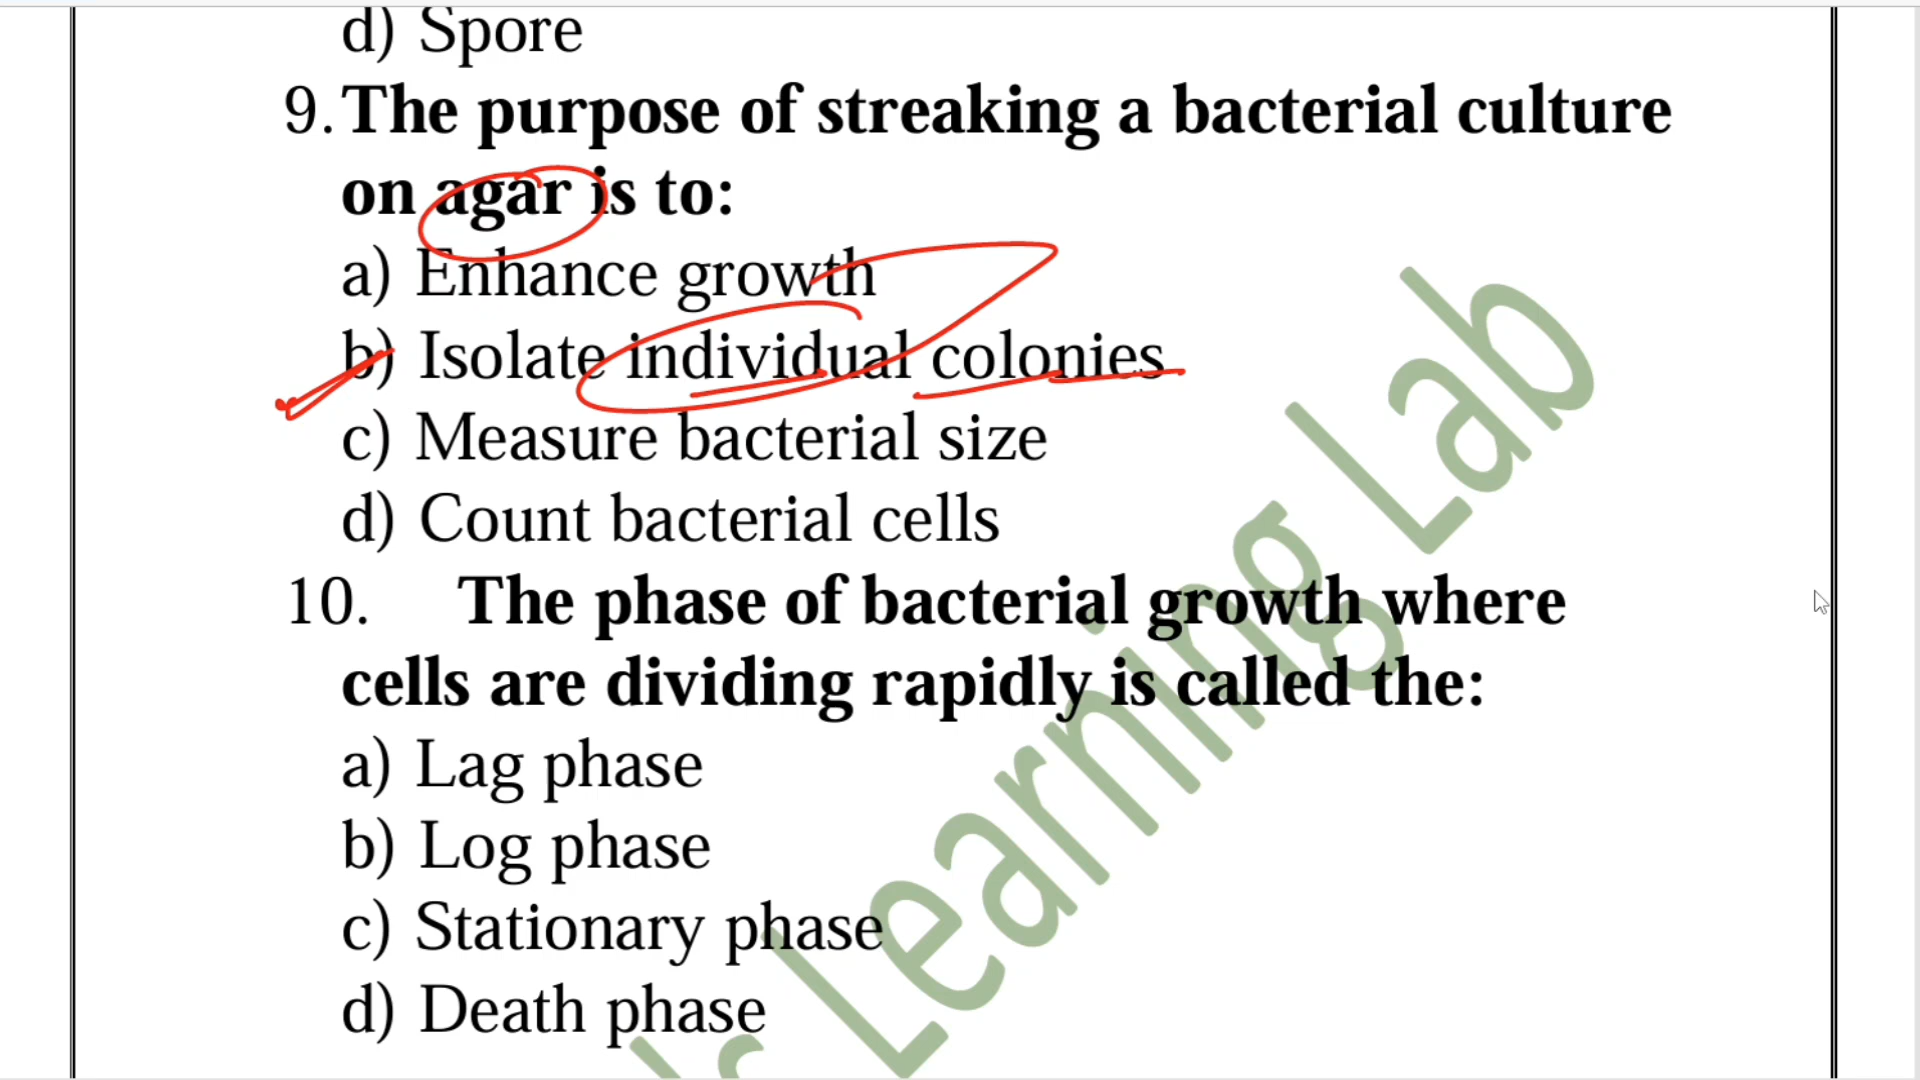 d) Spore
9. The purpose of streaking a bacterial culture
on agar is to:
a) Enhance growth
b) Isolate individual colonies
c) Measure bacterial size
d) Count bacterial cells
10. The phase of bacterial growth where
cells are dividing rapidly is called the:
a) Lag phase
b) Log phase
c) Stationary phase
d) Death phase
Learning Lab